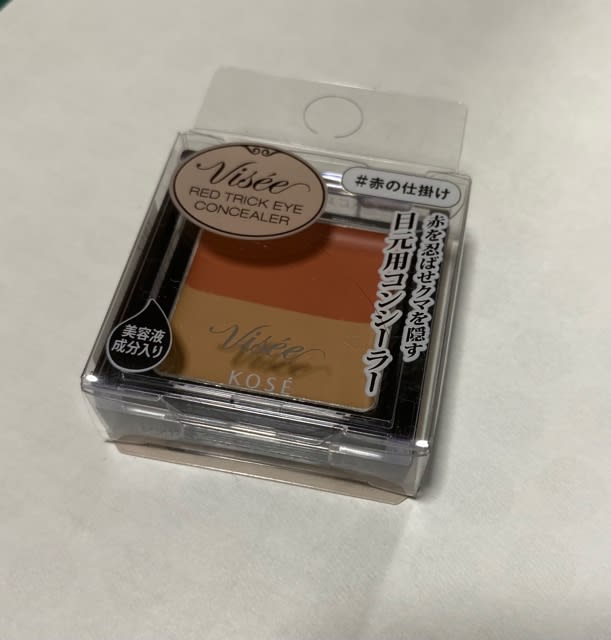 Visée
RED TRICK EYE
CONCEALER
#赤の仕掛け
赤を忍ばせクマを隠す
目元用コンシーラー
美容液
成分入り
Visée
KOSÉ